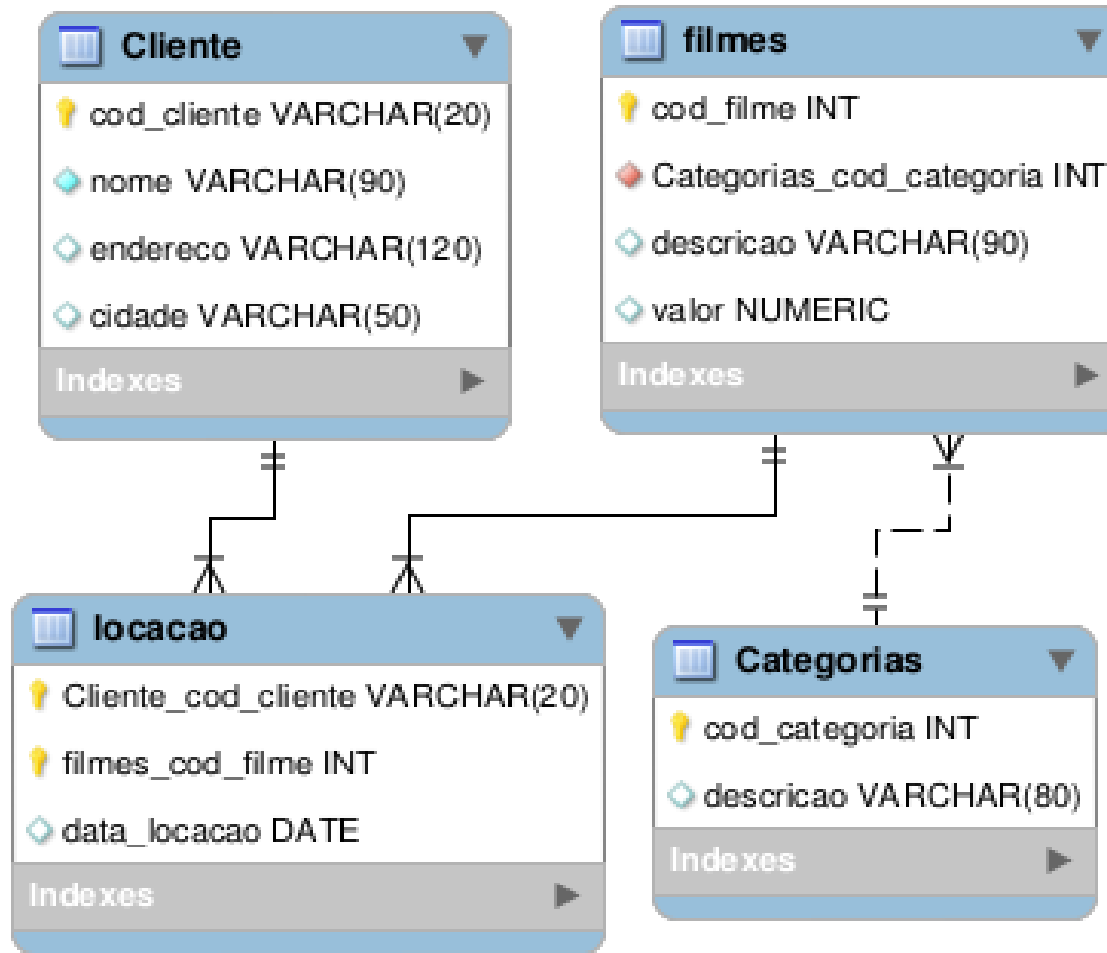 Cliente
cod_cliente VARCHAR(20)
nome VARCHAR(90)
endereco VARCHAR(120)
cidade VARCHAR(50)
Indexes
filmes
cod_filme INT
Categorias_cod_categoria INT
descricao VARCHAR(90)
valor NUMERIC
Indexes
locacao
Cliente_cod_cliente VARCHAR(20)
filmes_cod_filme INT
data_locacao DATE
Indexes
Categorias
cod_categoria INT
descricao VARCHAR(80)
Indexes